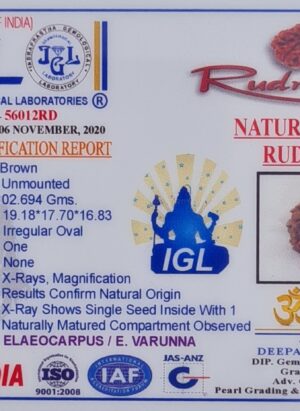 F INDIA)
INDRAPRASTHA GEMOLOGICAL
IGL
LABORATORY
AL LABORATORIES ®
56012RD
06 NOVEMBER, 2020
FICATION REPORT
Brown
Unmounted
02.694 Gms.
19.18*17.70*16.83
Irregular Oval
One
None
X-Rays, Magnification
Results Confirm Natural Origin
X-Ray Shows Single Seed Inside With 1
Naturally Matured Compartment Observed
ELAEOCARPUS / E. VARUNNA
Rudr
NATUR
RUD
IGL
ॐ
DIA
ISO
9001:2008
INTERNATIONAL
IAF
JAS-ANZ
DEEPA
DIP. Gem
Gra
Adv. C
Pearl Grading &